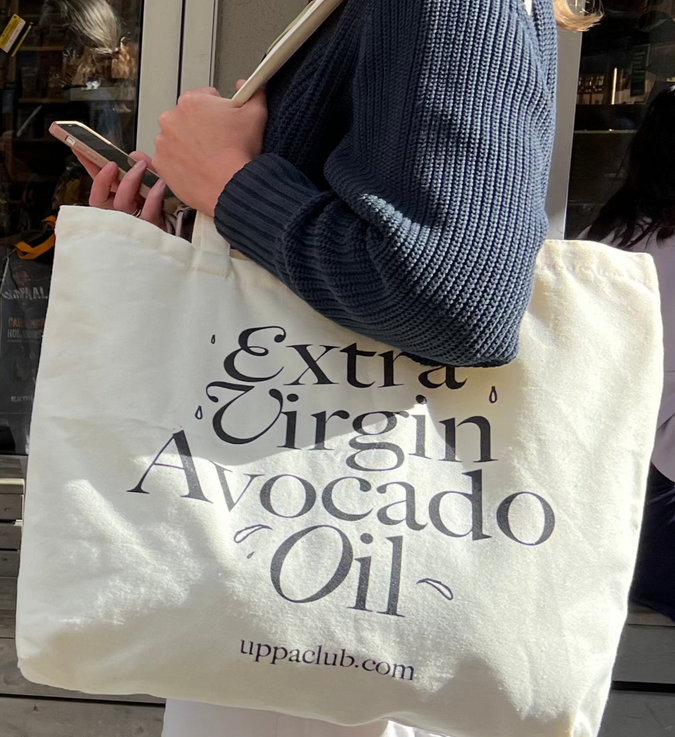 Extra
Virgin
Avocado
Oil
uppaclub.com